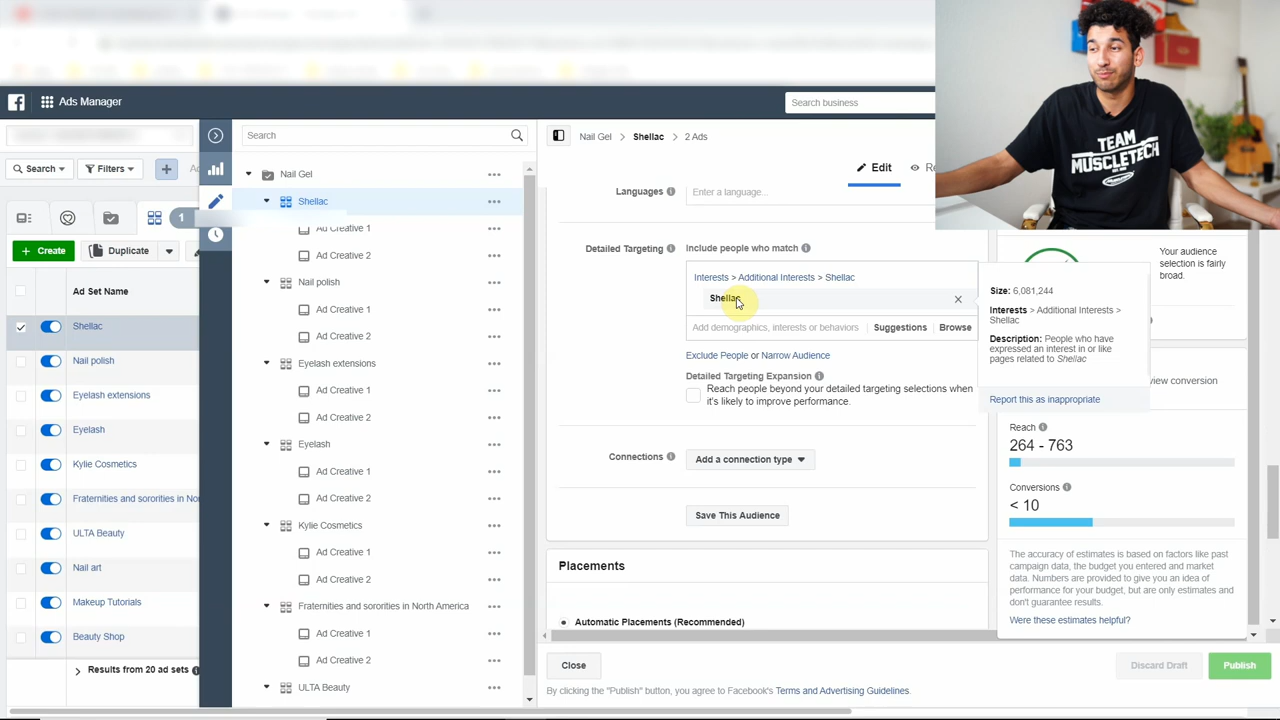 Ads Manager
Search business
TEAM
MUSCLETECH
Search
Nail Gel > Shellac > 2 Ads
Search
Filters
Edit
Nail Gel
Languages
Enter a language...
Shellac
1
Ad Creative 1
Create
Duplicate
Ad Creative 2
Detailed Targeting
Include people who match
Your audience
selection is fairly
broad.
Interests > Additional Interests > Shellac
Nail polish
Ad Set Name
Shellac
Size: 6,081,244
Ad Creative 1
Interests > Additional Interests >
Shellac
Shellac
Add demographics, interests or behaviors
Suggestions
Browse
Ad Creative 2
Description: People who have
expressed an interest in or like
pages related to Shellac
Exclude People or Narrow Audience
Nail polish
Eyelash extensions
Detailed Targeting Expansion
Reach people beyond your detailed targeting selections when
it's likely to improve performance.
Ad Creative 1
view conversion
Eyelash extensions
Report this as inappropriate
Ad Creative 2
Eyelash
Reach
264 - 763
Eyelash
Connections
Add a connection type
Kylie Cosmetics
Ad Creative 1
Conversions
< 10
Fraternities and sororities in No
Ad Creative 2
Save This Audience
Kylie Cosmetics
ULTA Beauty
Ad Creative 1
The accuracy of estimates is based on factors like past
campaign data, the budget you entered and market
data. Numbers are provided to give you an idea of
performance for your budget, but are only estimates and
don't guarantee results.
Nail art
Placements
Ad Creative 2
Makeup Tutorials
Fraternities and sororities in North America
Were these estimates helpful?
Automatic Placements (Recommended)
Beauty Shop
Ad Creative 1
Ad Creative 2
Results from 20 ad sets
Close
Discard Draft
Publish
ULTA Beauty
By clicking the "Publish" button, you agree to Facebook's Terms and Advertising Guidelines.